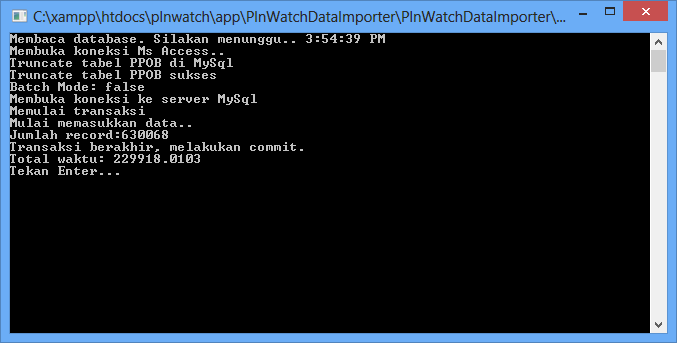 C:\xampp\htdocs\plnwatch\app\PlnWatchDataImporter\PlnWatchDataImporter\...
Membaca database. Silakan menunggu.. 3:54:39 PM
Membuka koneksi Ms Access..
Truncate tabel PPOB di MySql
Truncate tabel PPOB sukses
Batch Mode: false
Membuka koneksi ke server MySql
Memulai transaksi
Mulai memasukkan data..
Jumlah record:630068
Transaksi berakhir, melakukan commit.
Total waktu: 229918.0103
Tekan Enter...